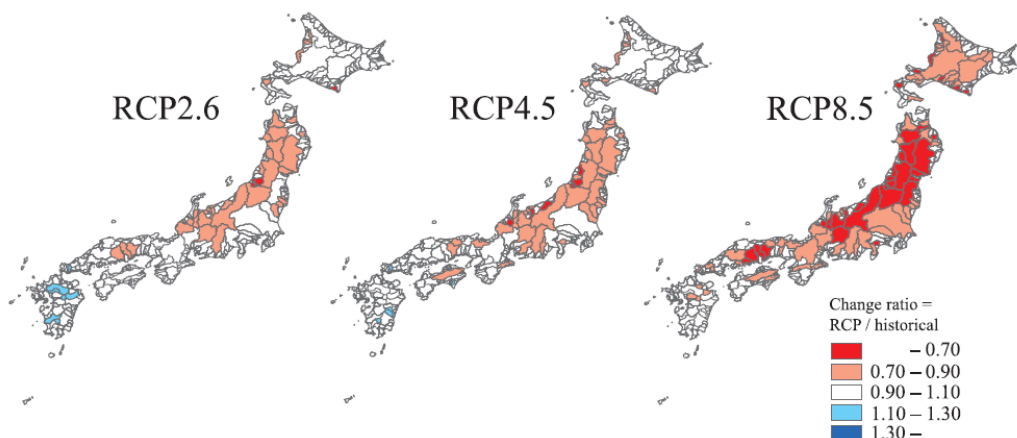 RCP2.6
RCP4.5
RCP8.5
Change ratio =
RCP / historical
– 0.70
0.70 – 0.90
0.90 – 1.10
1.10 – 1.30
1.30 –